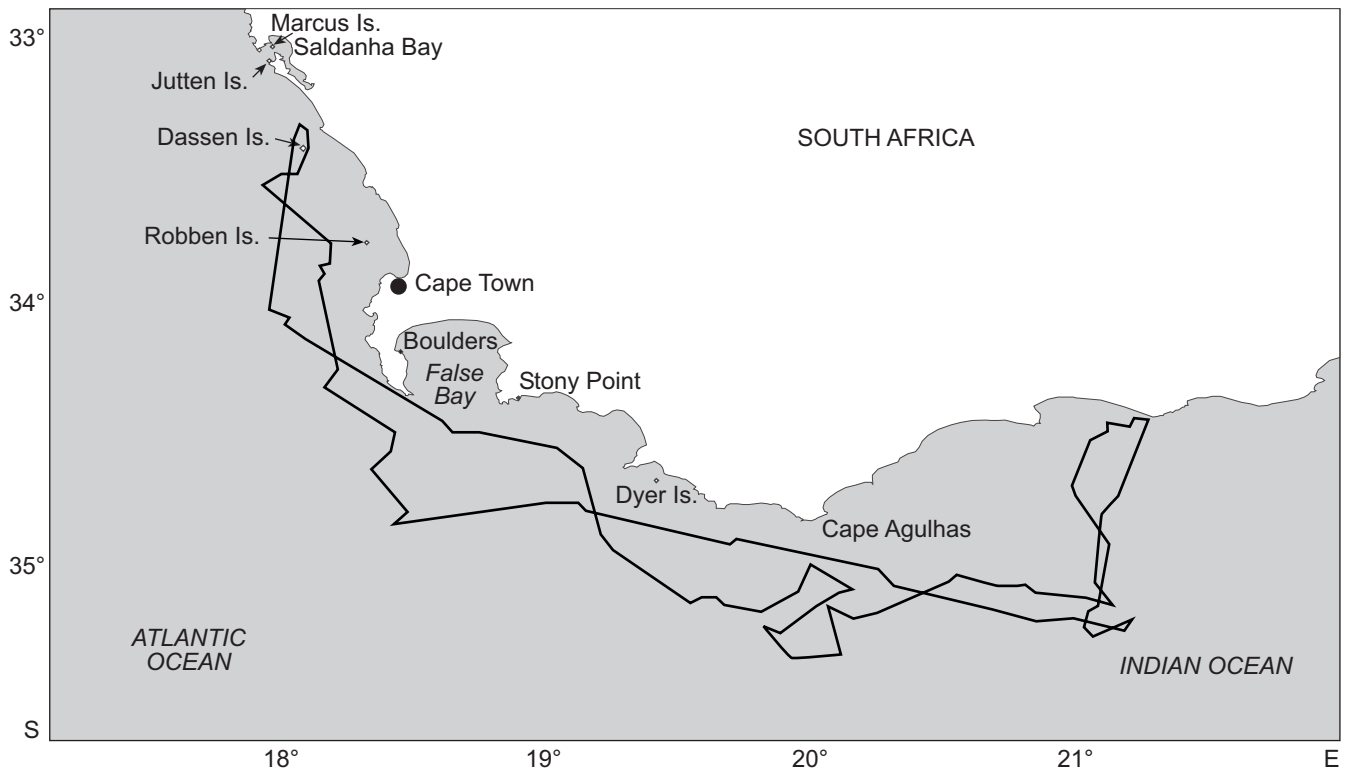 33°
Marcus Is.
Saldanha Bay
Jutten Is.
Dassen Is.
SOUTH AFRICA
Robben Is.
Cape Town
34°
Boulders
False
Bay
Stony Point
Dyer Is.
Cape Agulhas
35°
ATLANTIC
OCEAN
INDIAN OCEAN
S
18°
19°
20°
21°
E